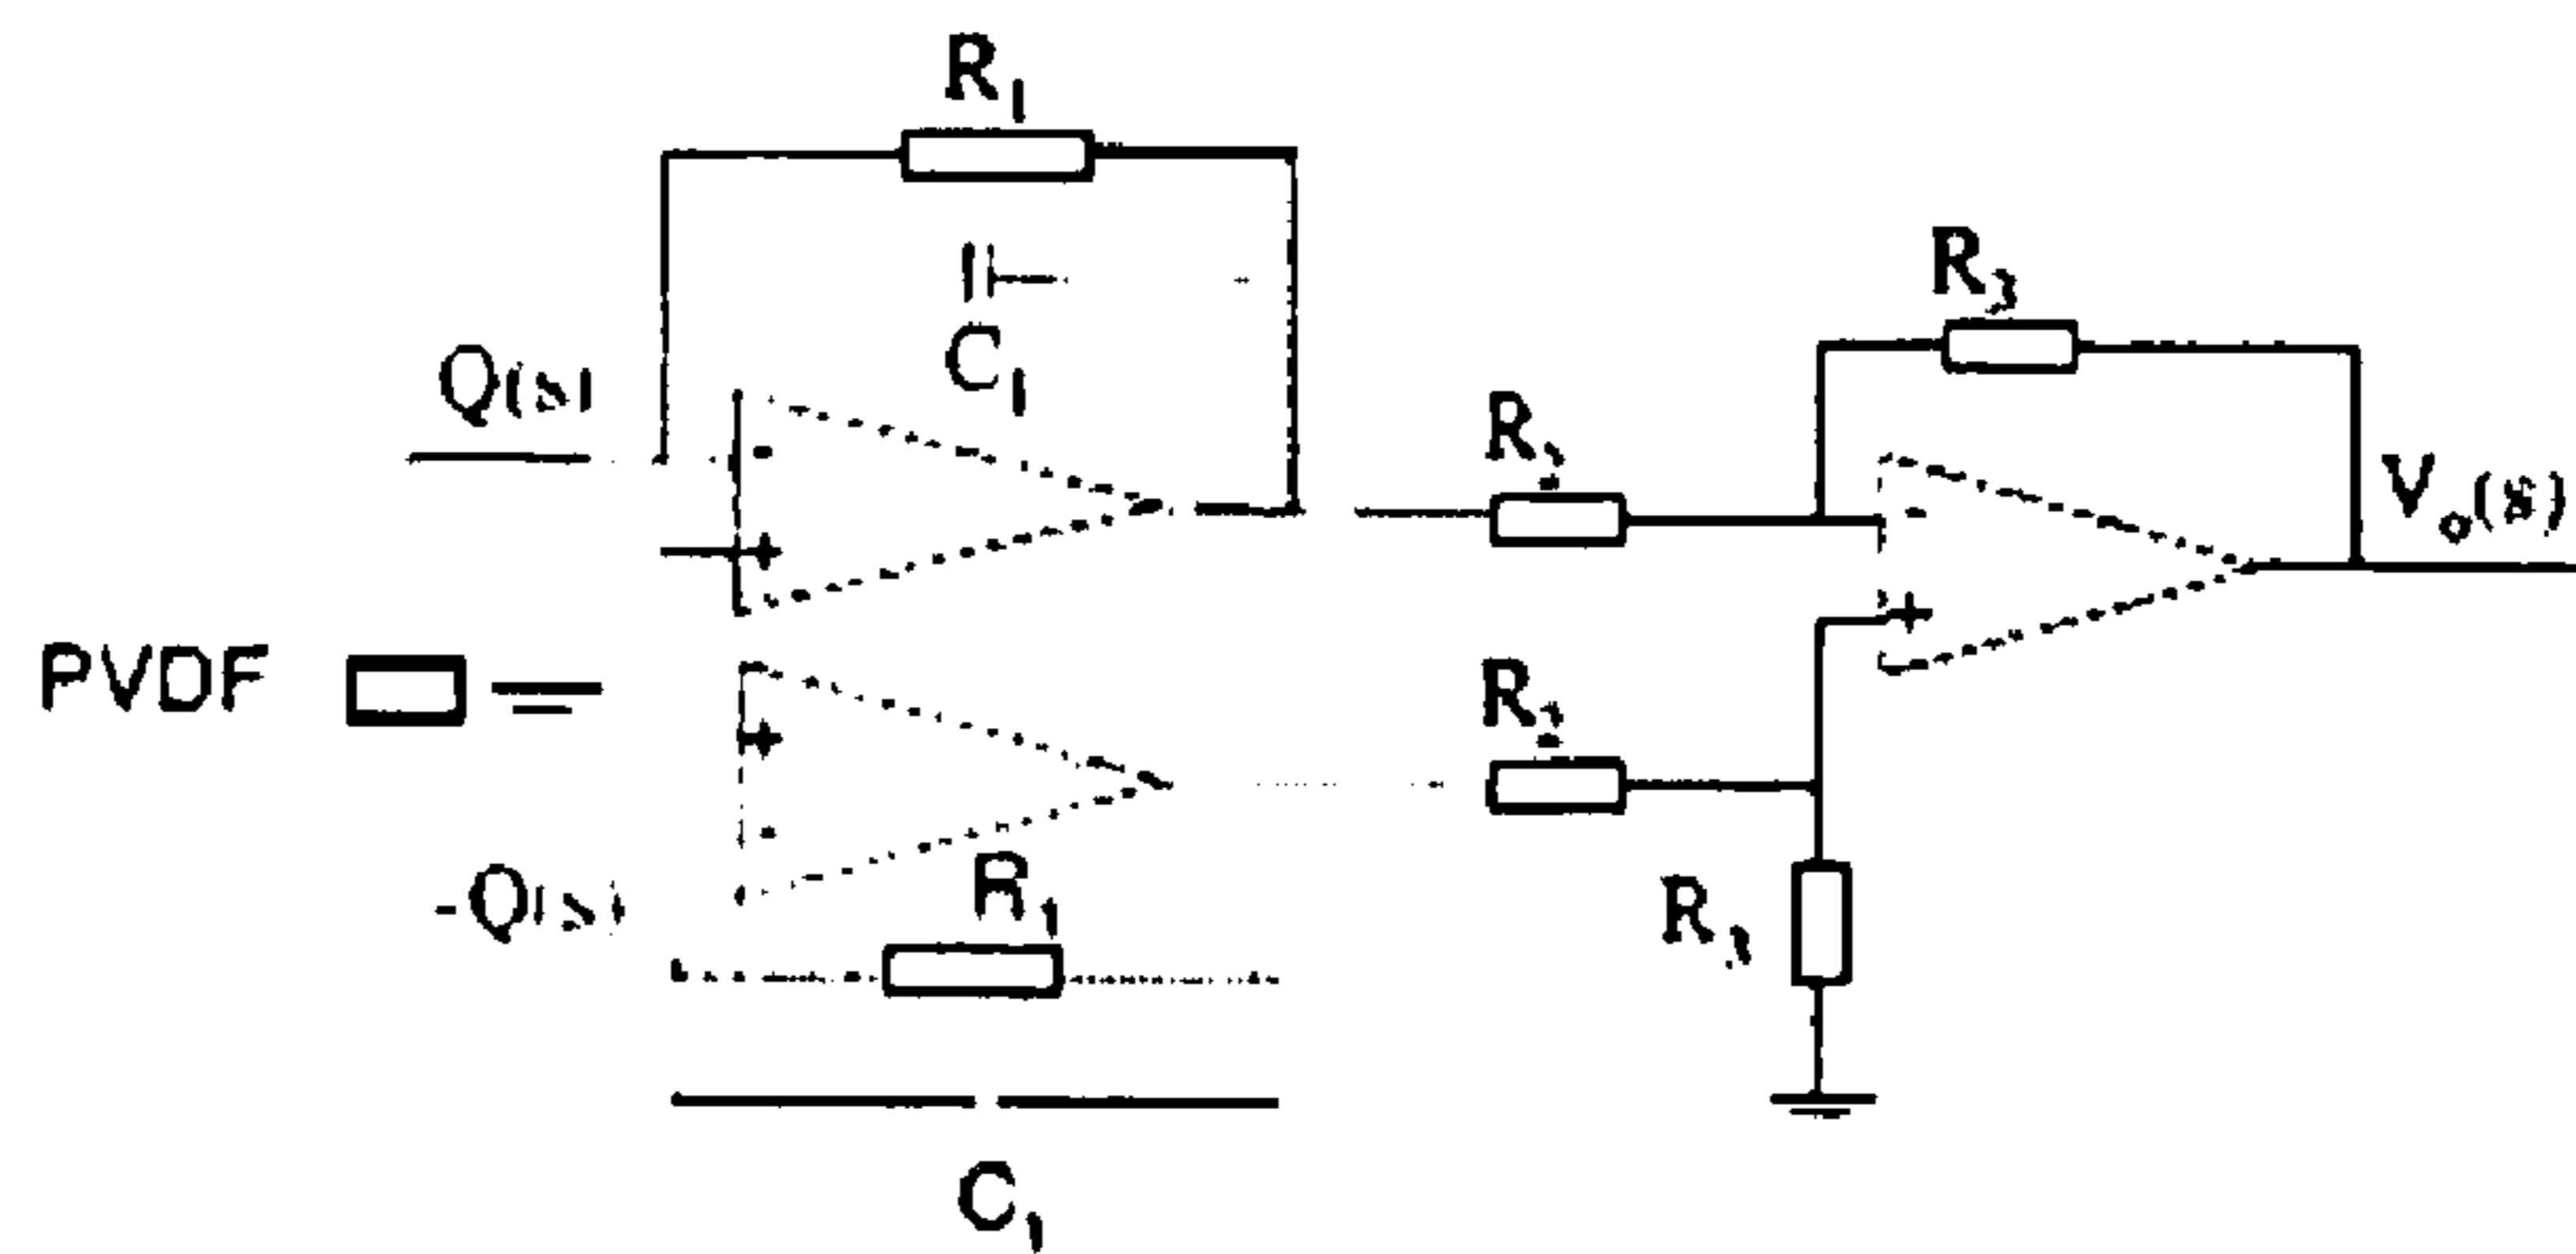 R₁
C₁
Q(s)
R₃
R₂
-
+
-
+
V₀(s)
PVDF
+
-
R₂
-Q(s)
R₁
R₃
C₁